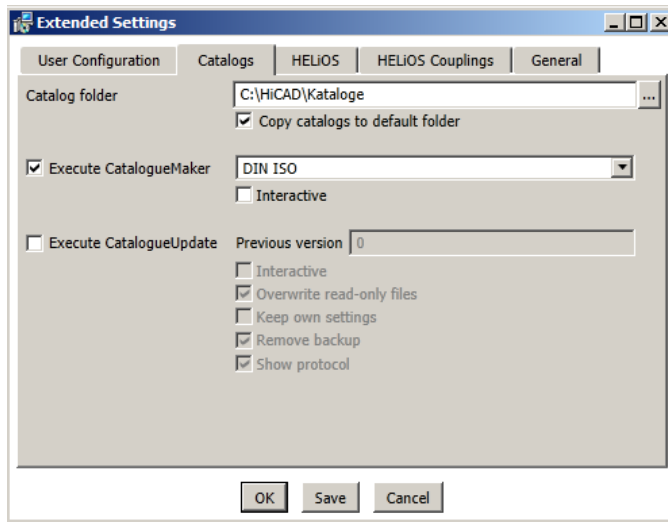 Extended Settings
User Configuration Catalogs HELiOS HELiOS Couplings General
Catalog folder C:\HiCAD\Kataloge ...
Copy catalogs to default folder
Execute CatalogueMaker DIN ISO
Interactive
Execute CatalogueUpdate Previous version 0
Interactive
Overwrite read-only files
Keep own settings
Remove backup
Show protocol
OK Save Cancel